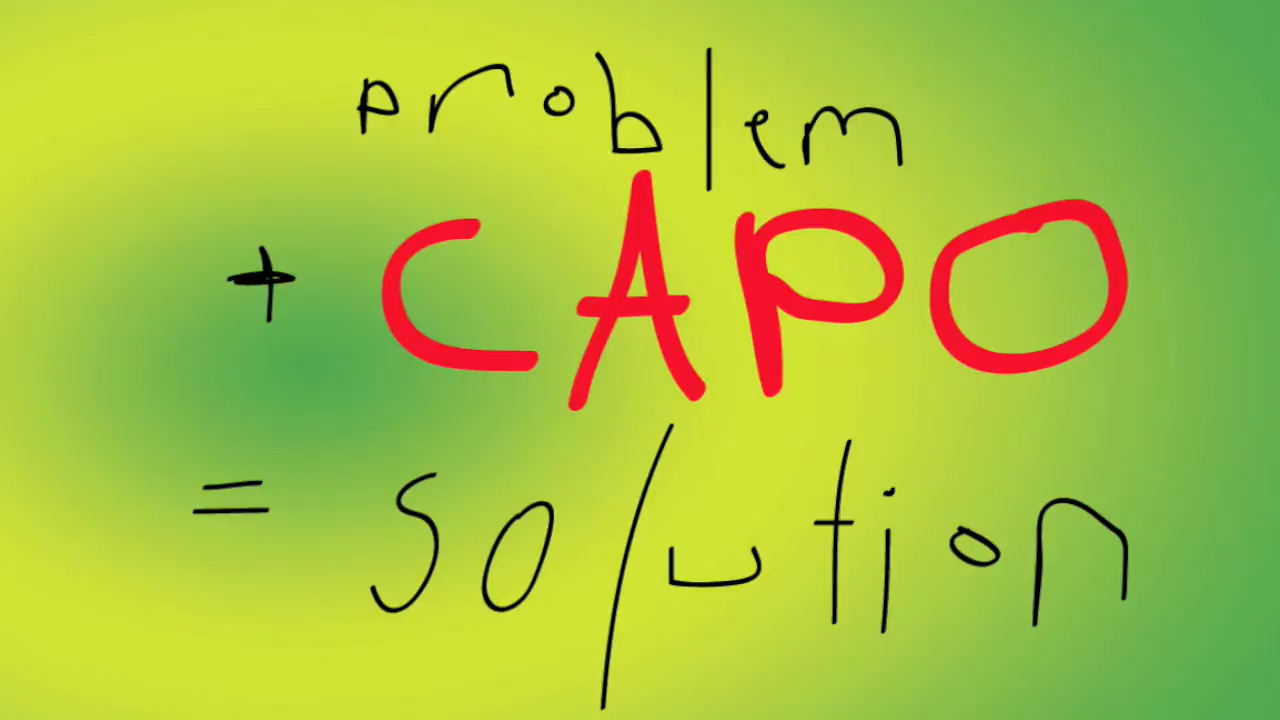 problem
+ CAPO
= solution